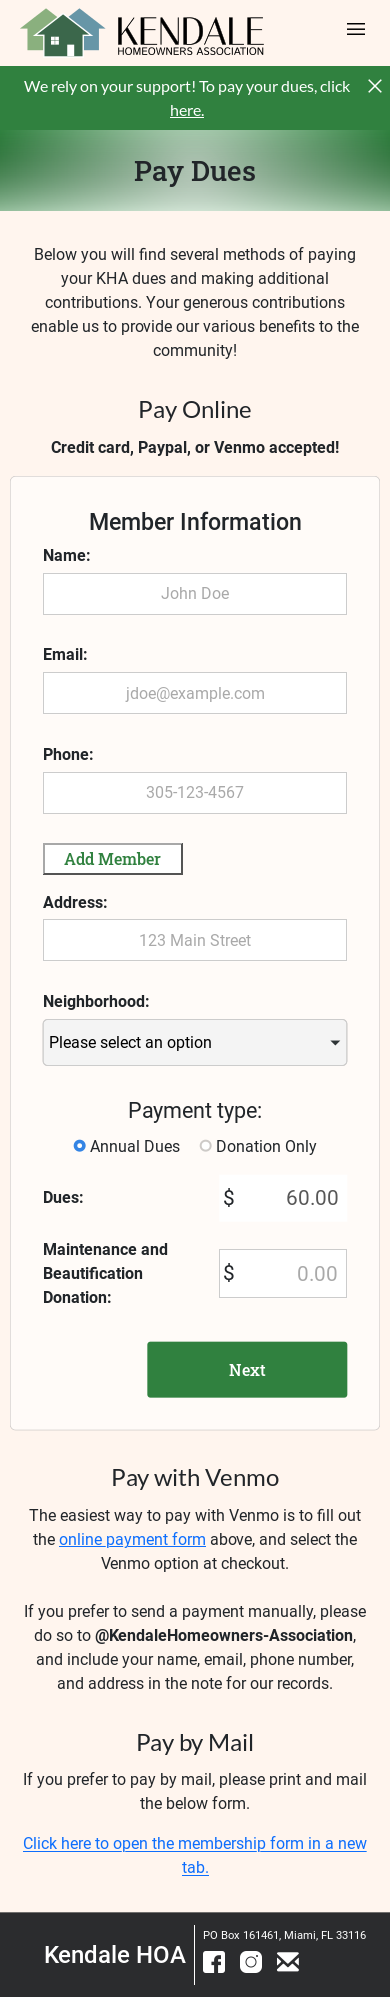 KENDALE
HOMEOWNERS ASSOCIATION
We rely on your support! To pay your dues, click
here.
Pay Dues
Below you will find several methods of paying
your KHA dues and making additional
contributions. Your generous contributions
enable us to provide our various benefits to the
community!
Pay Online
Credit card, Paypal, or Venmo accepted!
Member Information
Name:
John Doe
Email:
jdoe@example.com
Phone:
305-123-4567
Add Member
Address:
123 Main Street
Neighborhood:
Please select an option
Payment type:
Annual Dues Donation Only
Dues: $ 60.00
Maintenance and
Beautification
Donation:
$ 0.00
Next
Pay with Venmo
The easiest way to pay with Venmo is to fill out
the online payment form above, and select the
Venmo option at checkout.
If you prefer to send a payment manually, please
do so to @KendaleHomeowners-Association,
and include your name, email, phone number,
and address in the note for our records.
Pay by Mail
If you prefer to pay by mail, please print and mail
the below form.
Click here to open the membership form in a new
tab.
Kendale HOA
PO Box 161461, Miami, FL 33116